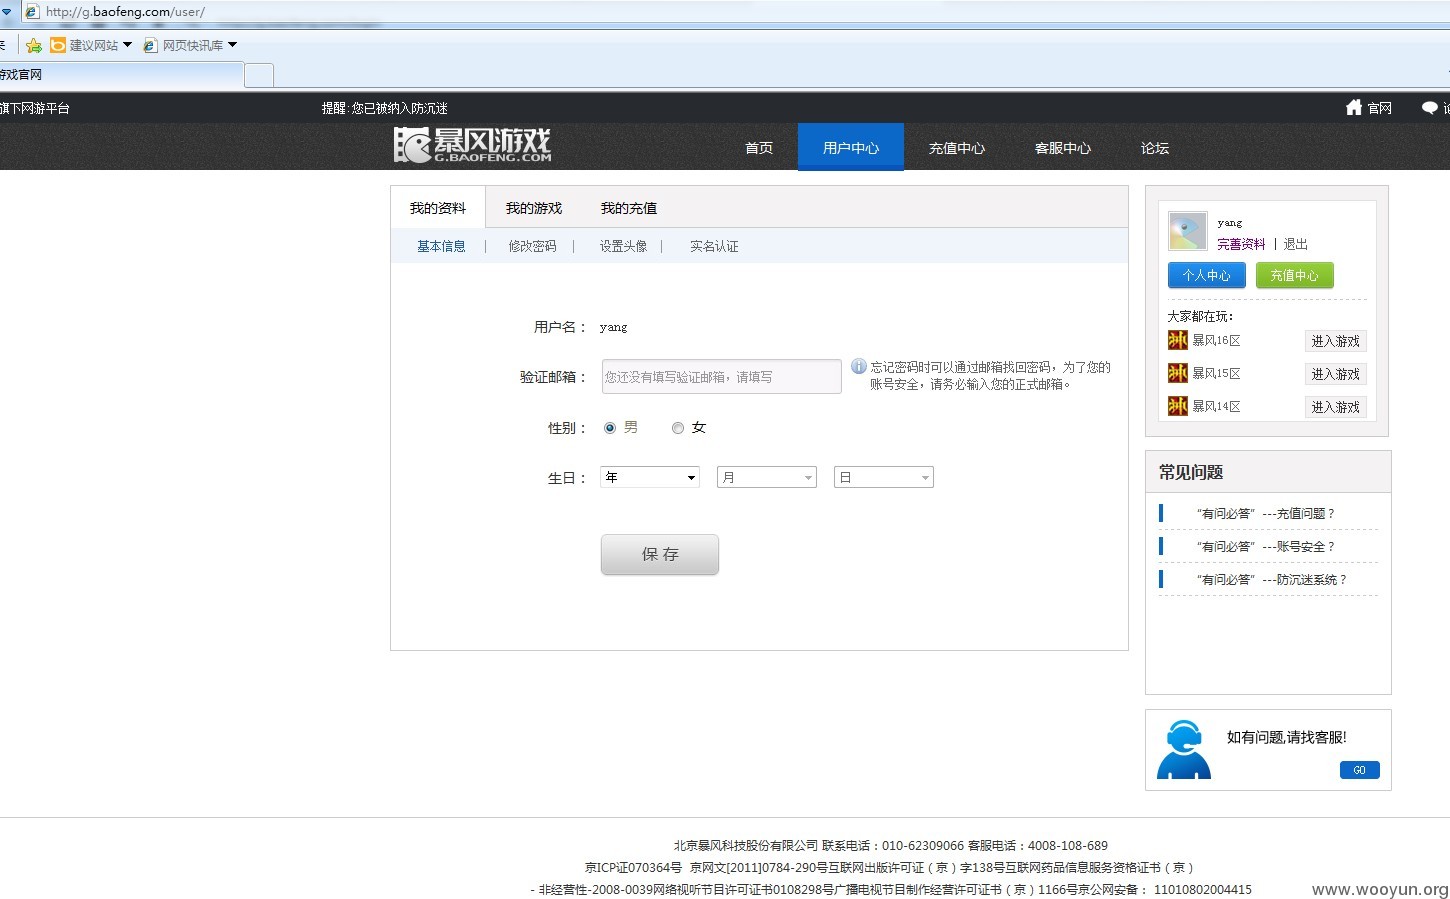 http://g.baofeng.com/user/
建议网站 网页快讯库
游戏官网
旗下网游平台 提醒:您已被纳入防沉迷 官网
暴风游戏
G.BAOFENG.COM
首页 用户中心 充值中心 客服中心 论坛
我的资料 我的游戏 我的充值
基本信息 | 修改密码 | 设置头像 | 实名认证
用户名： yang
验证邮箱： 您还没有填写验证邮箱，请填写
忘记密码时可以通过邮箱找回密码，为了您的
账号安全，请务必输入您的正式邮箱。
性别： 男 女
生日： 年 月 日
保 存
yang
完善资料 | 退出
个人中心 充值中心
大家都在玩：
暴风16区 进入游戏
暴风15区 进入游戏
暴风14区 进入游戏
常见问题
“有问必答” ---充值问题？
“有问必答” ---账号安全？
“有问必答” ---防沉迷系统？
如有问题,请找客服!
GO
北京暴风科技股份有限公司 联系电话：010-62309066 客服电话：4008-108-689
京ICP证070364号 京网文[2011]0784-290号互联网出版许可证（京）字138号互联网药品信息服务资格证书（京）
- 非经营性-2008-0039网络视听节目许可证书0108298号广播电视节目制作经营许可证书（京）1166号京公网安备： 11010802004415
www.wooyun.org